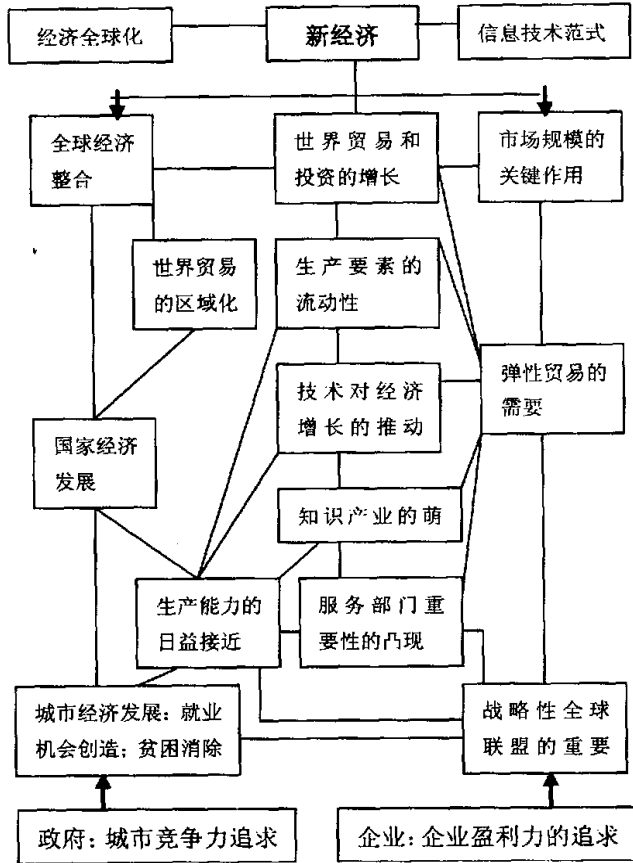 经济全球化
新经济
信息技术范式
全球经济
整合
世界贸易和
投资的增长
市场规模的
关键作用
世界贸易
的区域化
生产要素的
流动性
技术对经济
增长的推动
弹性贸易的
需要
国家经济
发展
知识产业的萌
生产能力的
日益接近
服务部门重
要性的凸现
城市经济发展：就业
机会创造；贫困消除
战略性全球
联盟的重要
政府：城市竞争力追求
企业：企业盈利力的追求